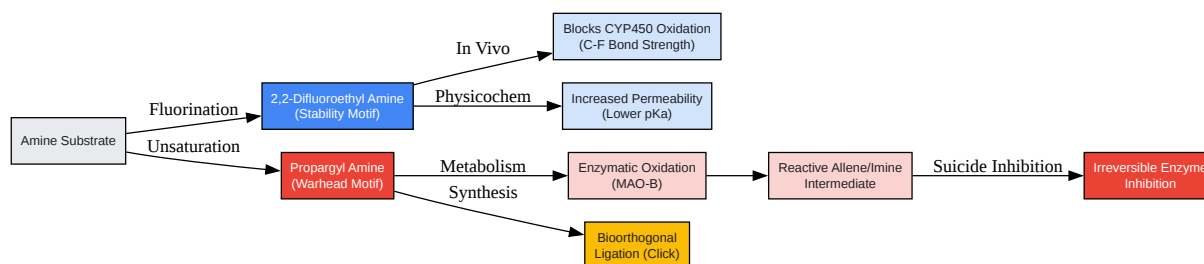 Blocks CYP450 Oxidation
(C-F Bond Strength)
In Vivo
2,2-Difluoroethyl Amine
(Stability Motif)
Physicochem
Increased Permeability
(Lower pKa)
Fluorination
Amine Substrate
Unsaturation
Propargyl Amine
(Warhead Motif)
Metabolism
Enzymatic Oxidation
(MAO-B)
Reactive Allene/Imine
Intermediate
Suicide Inhibition
Irreversible Enzyme
Inhibition
Synthesis
Bioorthogonal
Ligation (Click)